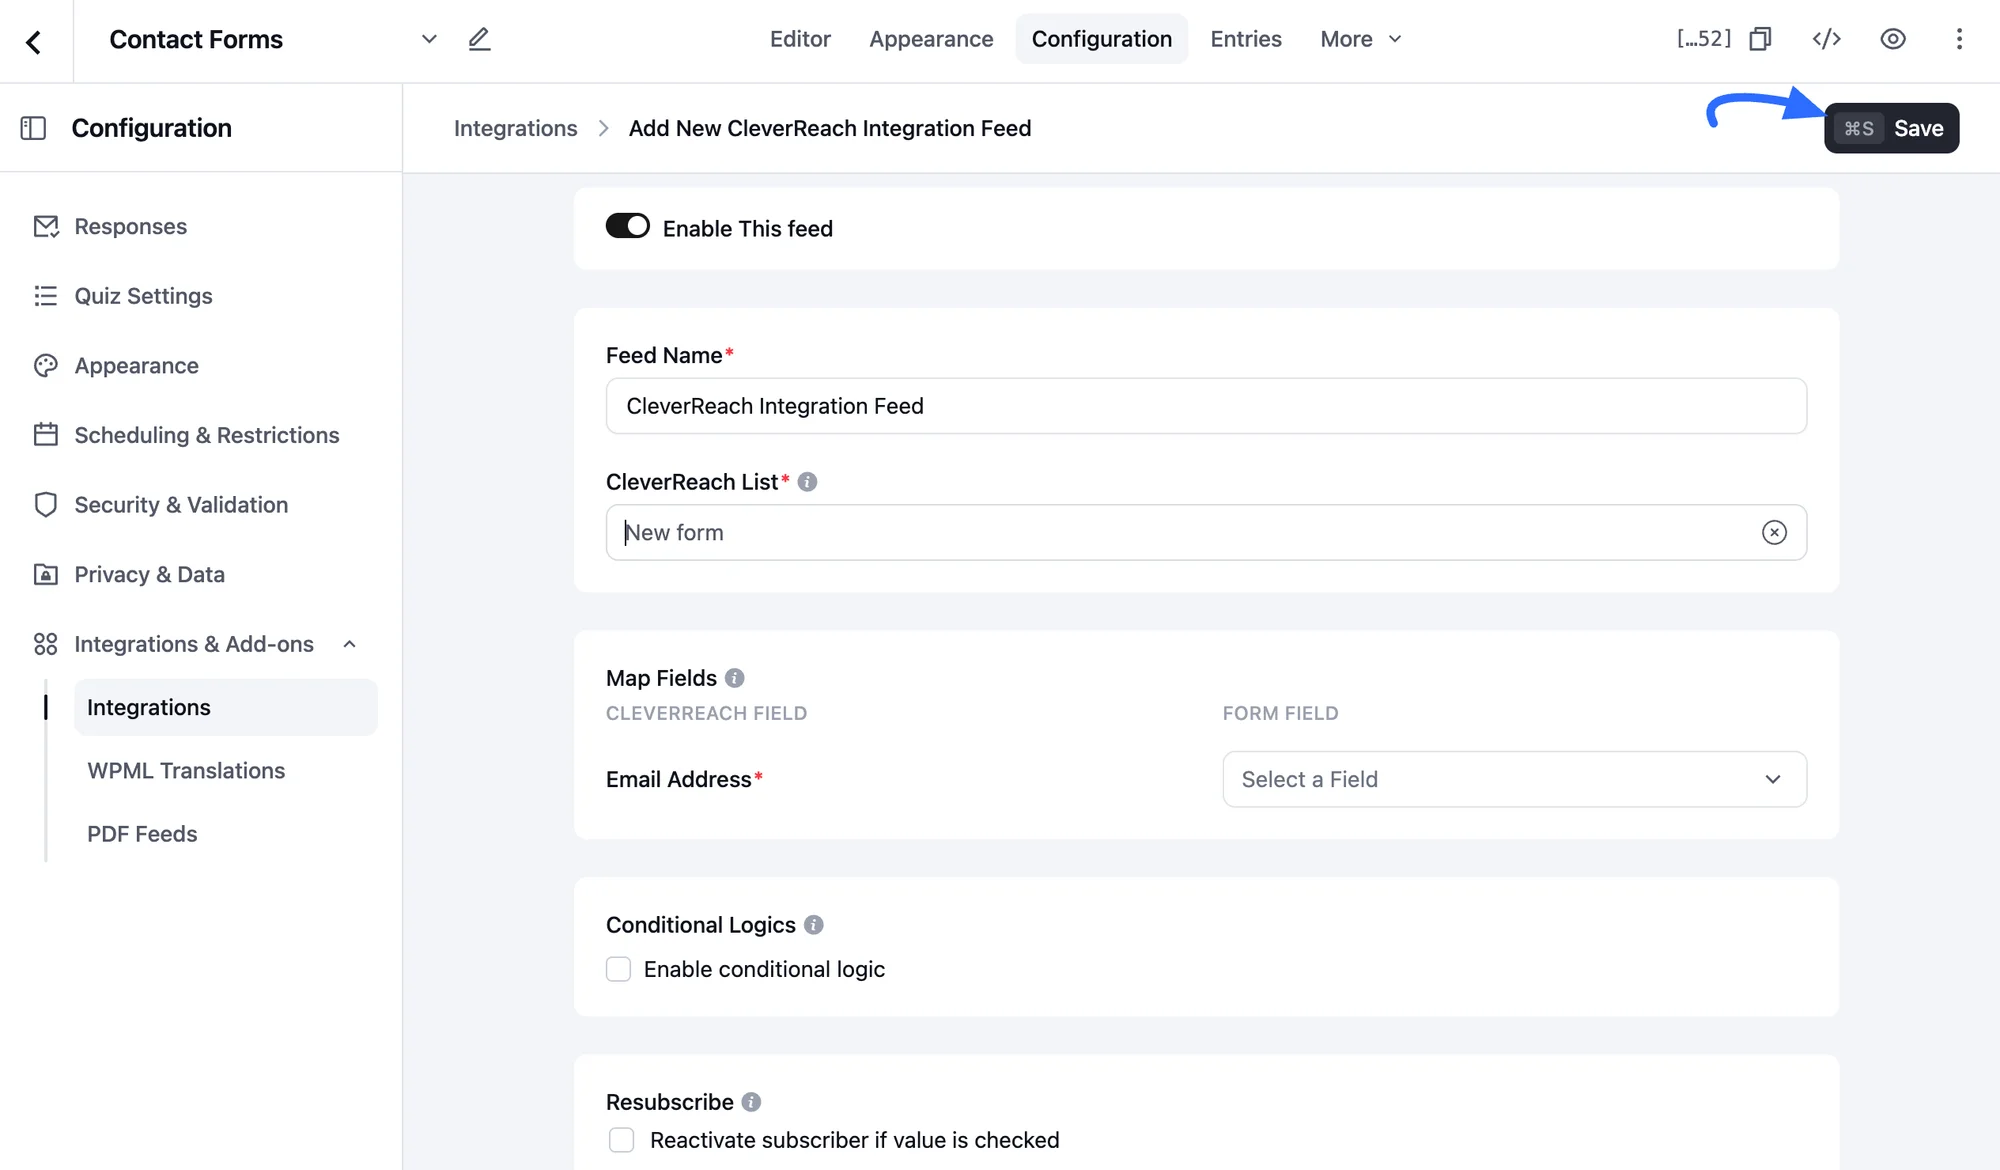 Contact Forms
Editor Appearance Configuration Entries More
[...52]
Configuration
Integrations > Add New CleverReach Integration Feed
⌘S Save
Responses
Quiz Settings
Appearance
Scheduling & Restrictions
Security & Validation
Privacy & Data
Integrations & Add-ons
Integrations
WPML Translations
PDF Feeds
Enable This feed
Feed Name*
CleverReach Integration Feed
CleverReach List*
New form
Map Fields
CLEVERREACH FIELD FORM FIELD
Email Address* Select a Field
Conditional Logics
Enable conditional logic
Resubscribe
Reactivate subscriber if value is checked